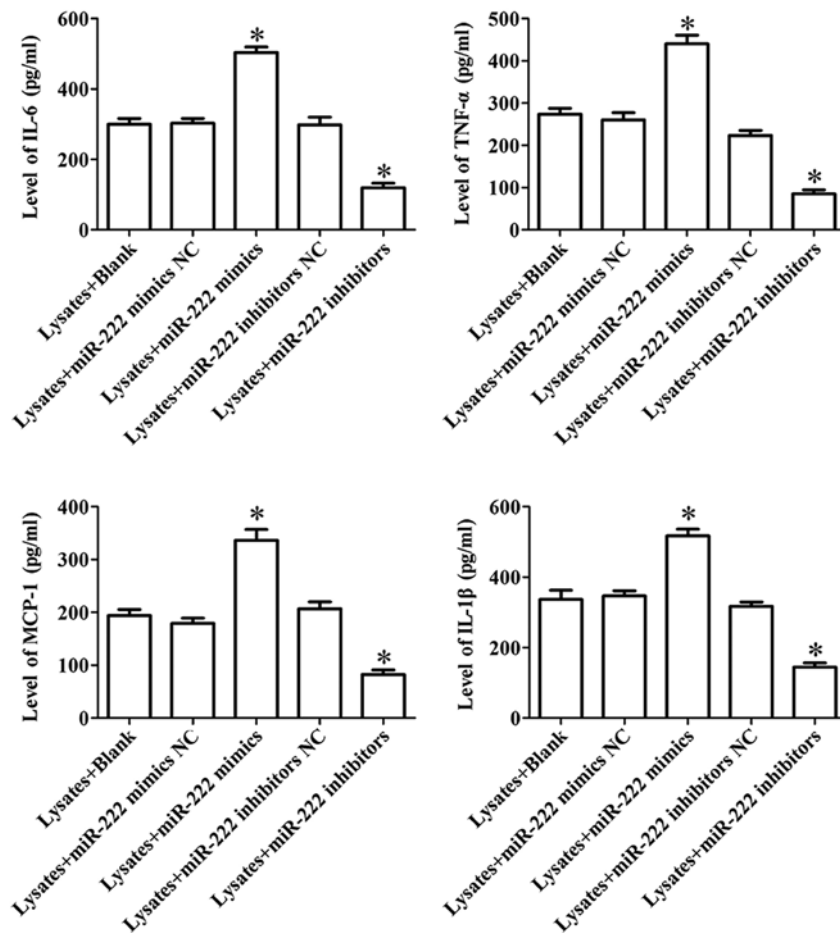 Level of IL-6 (pg/ml)
600
400
200
0
*
*
Lysates+Blank
Lysates+miR-222 mimics NC
Lysates+miR-222 mimics
Lysates+miR-222 inhibitors NC
Lysates+miR-222 inhibitors
Level of TNF-α (pg/ml)
500
400
300
200
100
0
*
*
Lysates+Blank
Lysates+miR-222 mimics NC
Lysates+miR-222 mimics
Lysates+miR-222 inhibitors NC
Lysates+miR-222 inhibitors
Level of MCP-1 (pg/ml)
400
300
200
100
0
*
*
Lysates+Blank
Lysates+miR-222 mimics NC
Lysates+miR-222 mimics
Lysates+miR-222 inhibitors NC
Lysates+miR-222 inhibitors
Level of IL-1β (pg/ml)
600
400
200
0
*
*
Lysates+Blank
Lysates+miR-222 mimics NC
Lysates+miR-222 mimics
Lysates+miR-222 inhibitors NC
Lysates+miR-222 inhibitors